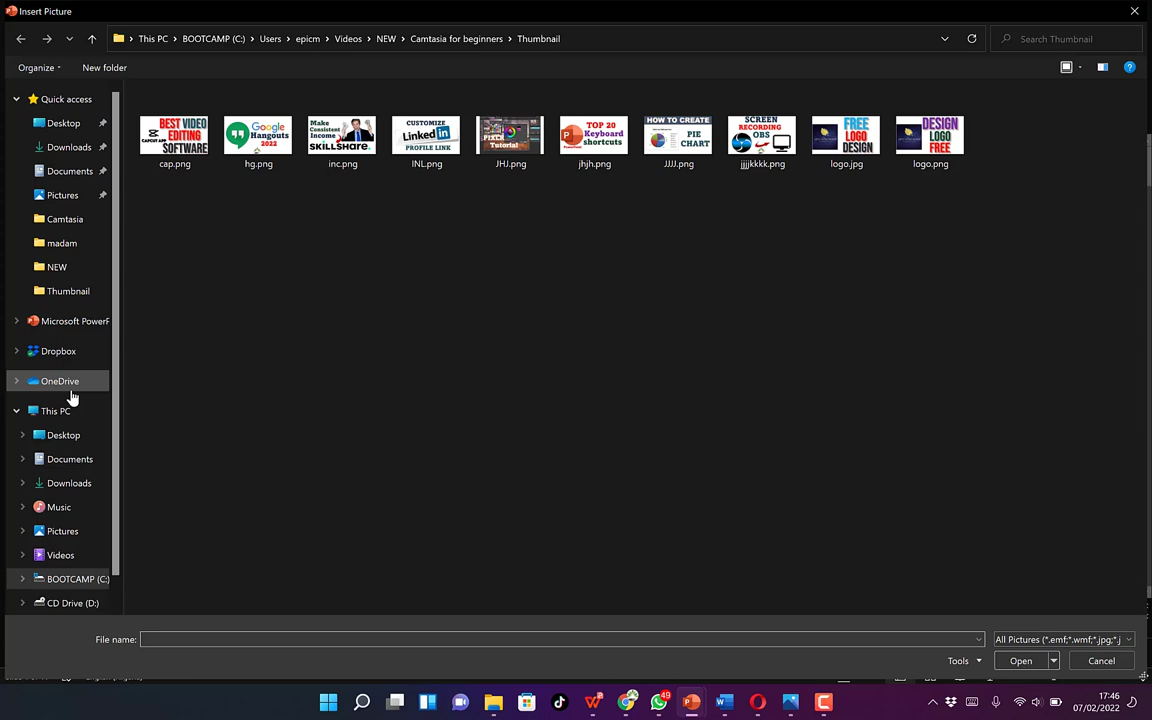 Insert Picture
This PC › BOOTCAMP (C:) › Users › epicm › Videos › NEW › Camtasia for beginners › Thumbnail
Search Thumbnail
Organize
New folder
Quick access
Desktop
Downloads
Documents
Pictures
Camtasia
madam
NEW
Thumbnail
Microsoft PowerP
Dropbox
OneDrive
This PC
Desktop
Documents
Downloads
Music
Pictures
Videos
BOOTCAMP (C:)
CD Drive (D:)
BEST VIDEO
EDITING
SOFTWARE
cap.png
Google
Hangouts
2022
hg.png
Make
Consistent
Income
SKILLSHARE.
inc.png
CUSTOMIZE
Linked in
PROFILE LINK
INL.png
Tutorial
JHJ.png
TOP 20
Keyboard
shortcuts
jhjh.png
HOW TO CREATE
PIE
CHART
JJJJ.png
SCREEN
RECORDING
OBS
jjjjkkkk.png
FREE
DESIGN
logo.jpg
DESIGN
LOGO
FREE
logo.png
File name:
All Pictures (*.emf;*.wmf;*.jpg;*.j
Tools
Open
Cancel
49
17:46
07/02/2022